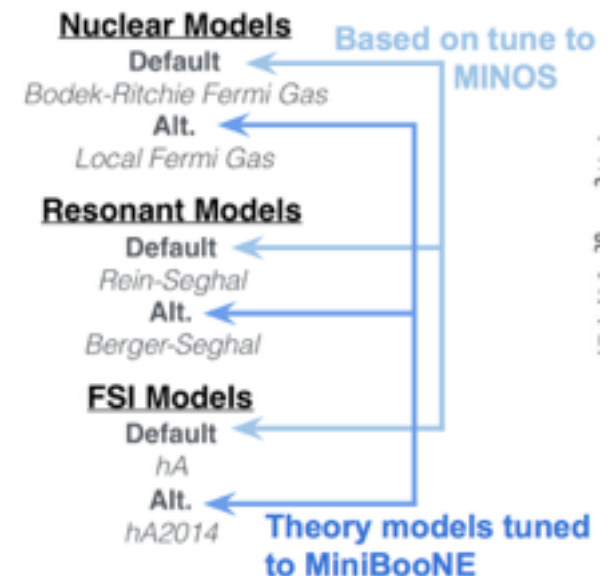 Nuclear Models
Default
Bodek-Ritchie Fermi Gas
Alt.
Local Fermi Gas
Resonant Models
Default
Rein-Seghal
Alt.
Berger-Seghal
FSI Models
Default
hA
Alt.
hA2014
Based on tune to
MINOS
Theory models tuned
to MiniBooNE